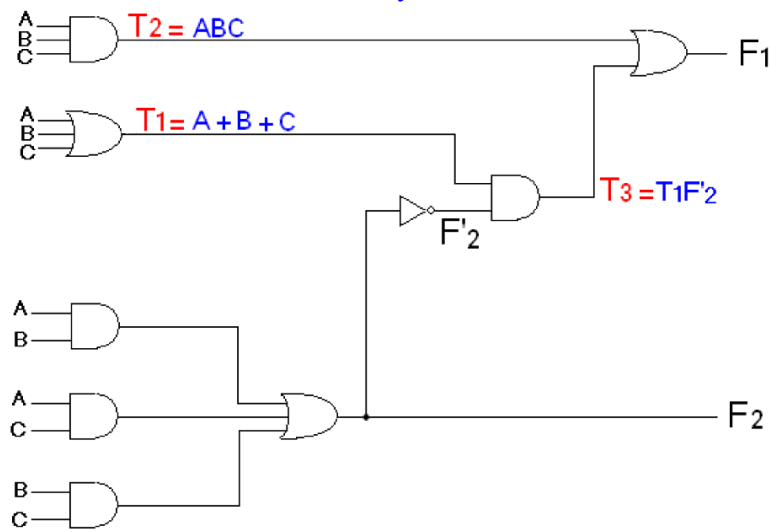 A
B
C
T2 = ABC
F1
A
B
C
T1 = A + B + C
T3 = T1F'2
F'2
A
B
A
C
F2
B
C